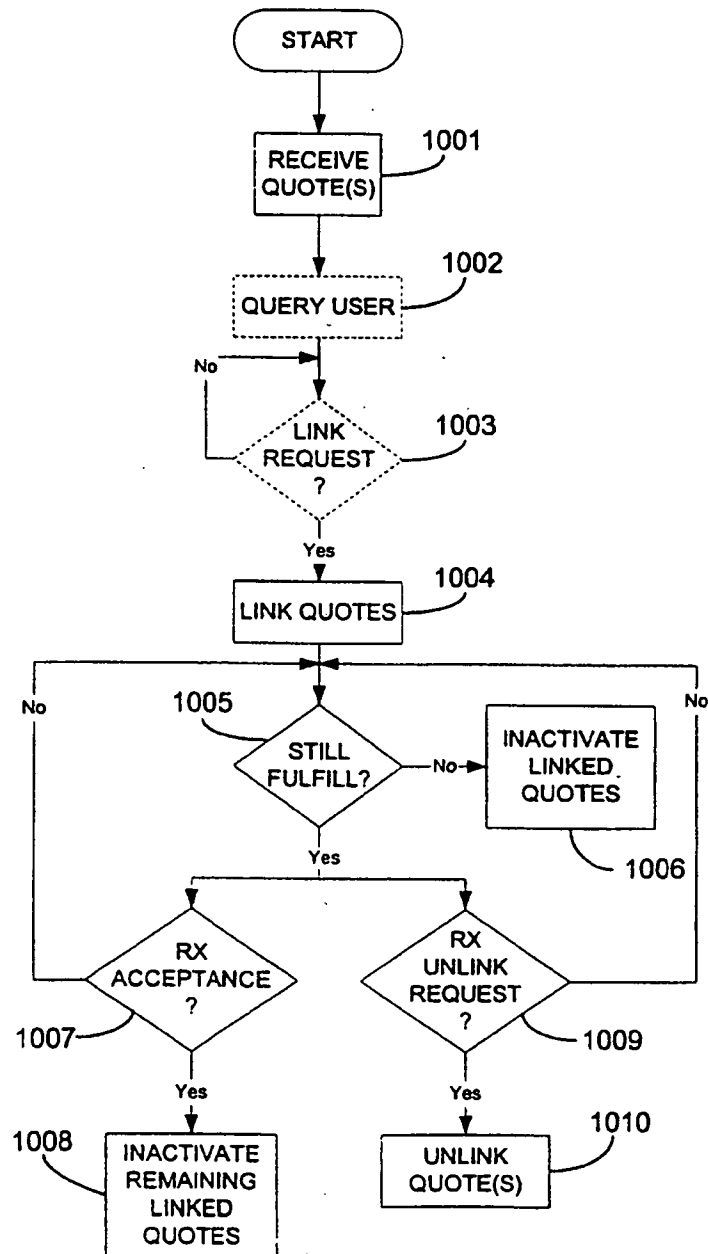 START
1001
RECEIVE
QUOTE(S)
1002
QUERY USER
No
LINK
REQUEST
?
1003
Yes
1004
LINK QUOTES
No
No
1005
STILL
FULFILL?
No
INACTIVATE
LINKED
QUOTES
1006
Yes
RX
ACCEPTANCE
?
1007
RX
UNLINK
REQUEST
?
1009
Yes
Yes
1008
INACTIVATE
REMAINING
LINKED
QUOTES
1010
UNLINK
QUOTE(S)